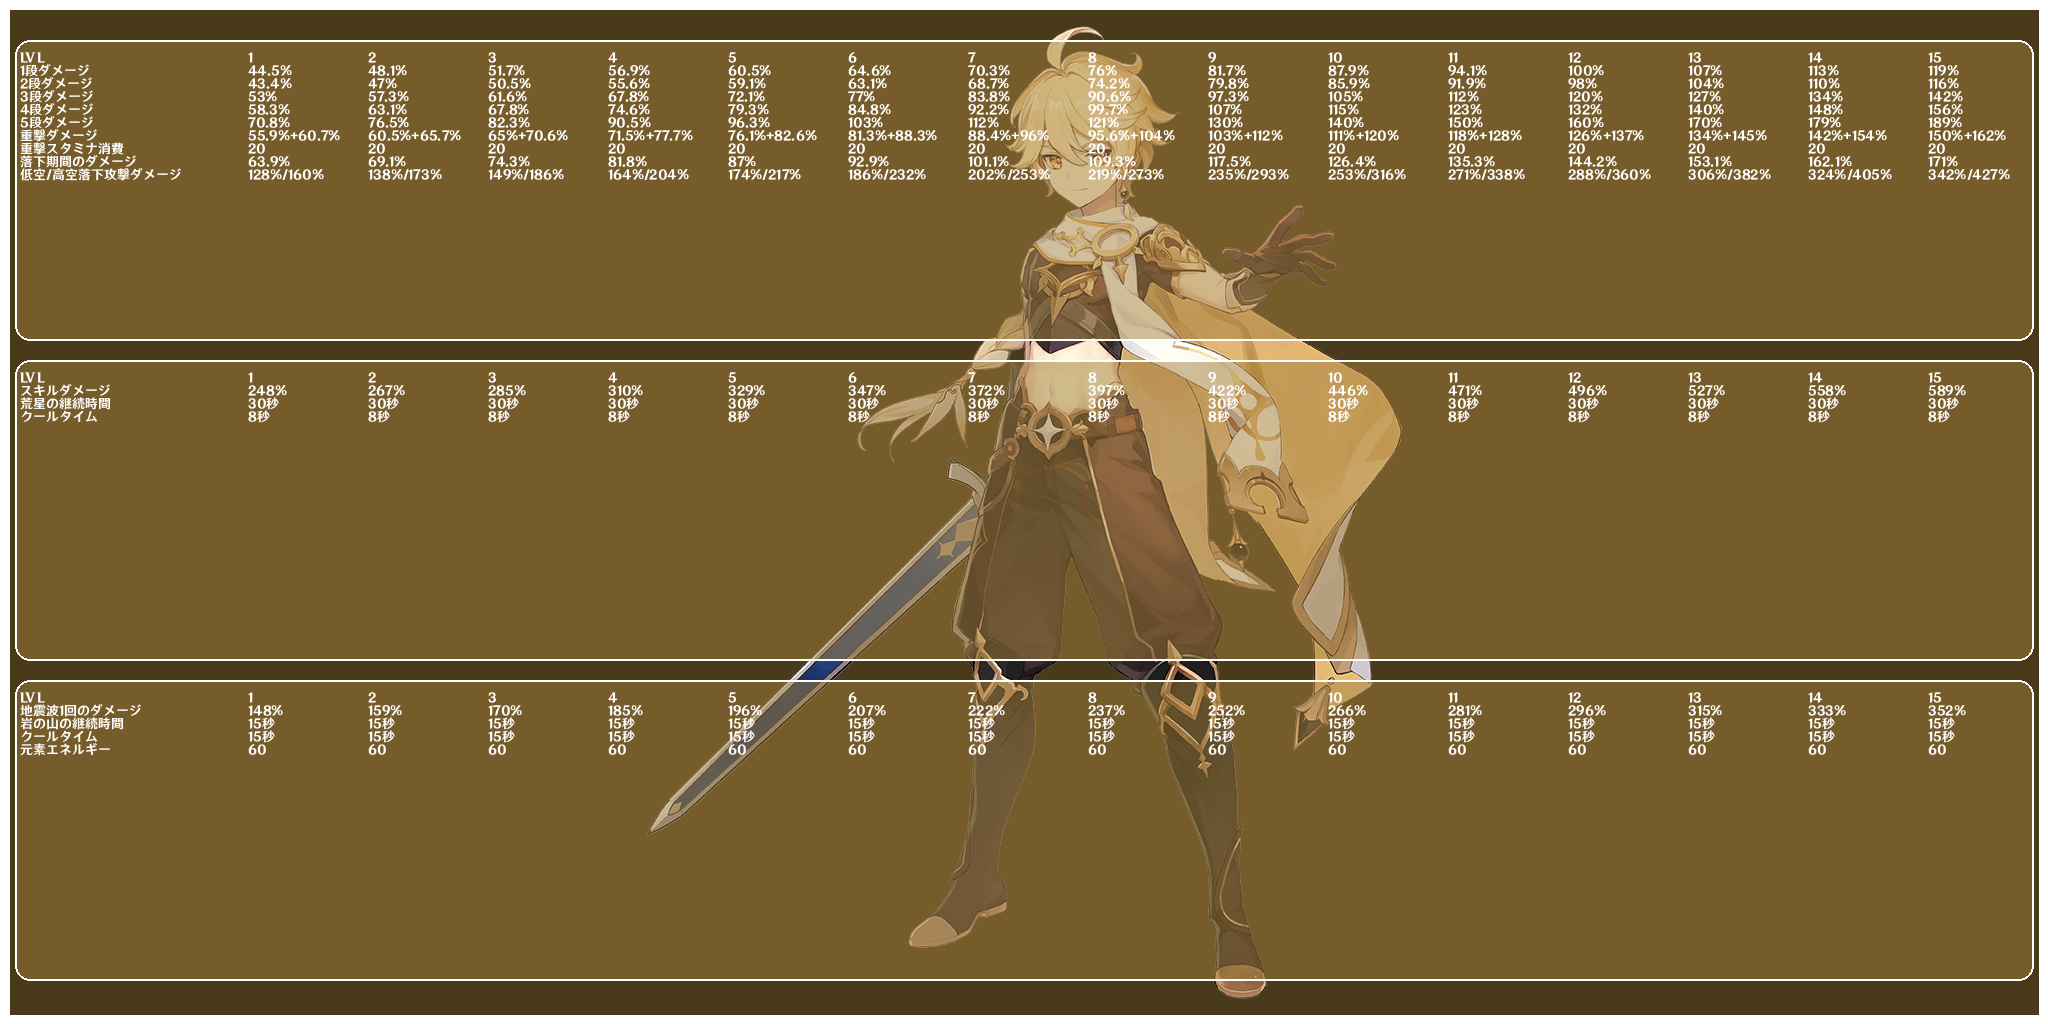 LVL 1 2 3 4 5 6 7 8 9 10 11 12 13 14 15
1段ダメージ 44.5% 48.1% 51.7% 56.9% 60.5% 64.6% 70.3% 76% 81.7% 87.9% 94.1% 100% 107% 113% 119%
2段ダメージ 43.4% 47% 50.5% 55.6% 59.1% 63.1% 68.7% 74.2% 79.8% 85.9% 91.9% 98% 104% 110% 116%
3段ダメージ 53% 57.3% 61.6% 67.8% 72.1% 77% 83.8% 90.6% 97.3% 105% 112% 120% 127% 134% 142%
4段ダメージ 58.3% 63.1% 67.8% 74.6% 79.3% 84.8% 92.2% 99.7% 107% 115% 123% 132% 140% 148% 156%
5段ダメージ 70.8% 76.5% 82.3% 90.5% 96.3% 103% 112% 121% 130% 140% 150% 160% 170% 179% 189%
重撃ダメージ 55.9%+60.7% 60.5%+65.7% 65%+70.6% 71.5%+77.7% 76.1%+82.6% 81.3%+88.3% 88.4%+96% 95.6%+104% 103%+112% 111%+120% 118%+128% 126%+137% 134%+145% 142%+154% 150%+162%
重撃スタミナ消費 20 20 20 20 20 20 20 20 20 20 20 20 20 20 20
落下期間のダメージ 63.9% 69.1% 74.3% 81.8% 87% 92.9% 101.1% 109.3% 117.5% 126.4% 135.3% 144.2% 153.1% 162.1% 171%
低空/高空落下攻撃ダメージ 128%/160% 138%/173% 149%/186% 164%/204% 174%/217% 186%/232% 202%/253% 219%/273% 235%/293% 253%/316% 271%/338% 288%/360% 306%/382% 324%/405% 342%/427%
LVL 1 2 3 4 5 6 7 8 9 10 11 12 13 14 15
スキルダメージ 248% 267% 285% 310% 329% 347% 372% 397% 422% 446% 471% 496% 527% 558% 589%
荒星の継続時間 30秒 30秒 30秒 30秒 30秒 30秒 30秒 30秒 30秒 30秒 30秒 30秒 30秒 30秒 30秒
クールタイム 8秒 8秒 8秒 8秒 8秒 8秒 8秒 8秒 8秒 8秒 8秒 8秒 8秒 8秒 8秒
LVL 1 2 3 4 5 6 7 8 9 10 11 12 13 14 15
地震波1回のダメージ 148% 159% 170% 185% 196% 207% 222% 237% 252% 266% 281% 296% 315% 333% 352%
岩の山の継続時間 15秒 15秒 15秒 15秒 15秒 15秒 15秒 15秒 15秒 15秒 15秒 15秒 15秒 15秒 15秒
クールタイム 15秒 15秒 15秒 15秒 15秒 15秒 15秒 15秒 15秒 15秒 15秒 15秒 15秒 15秒 15秒
元素エネルギー 60 60 60 60 60 60 60 60 60 60 60 60 60 60 60